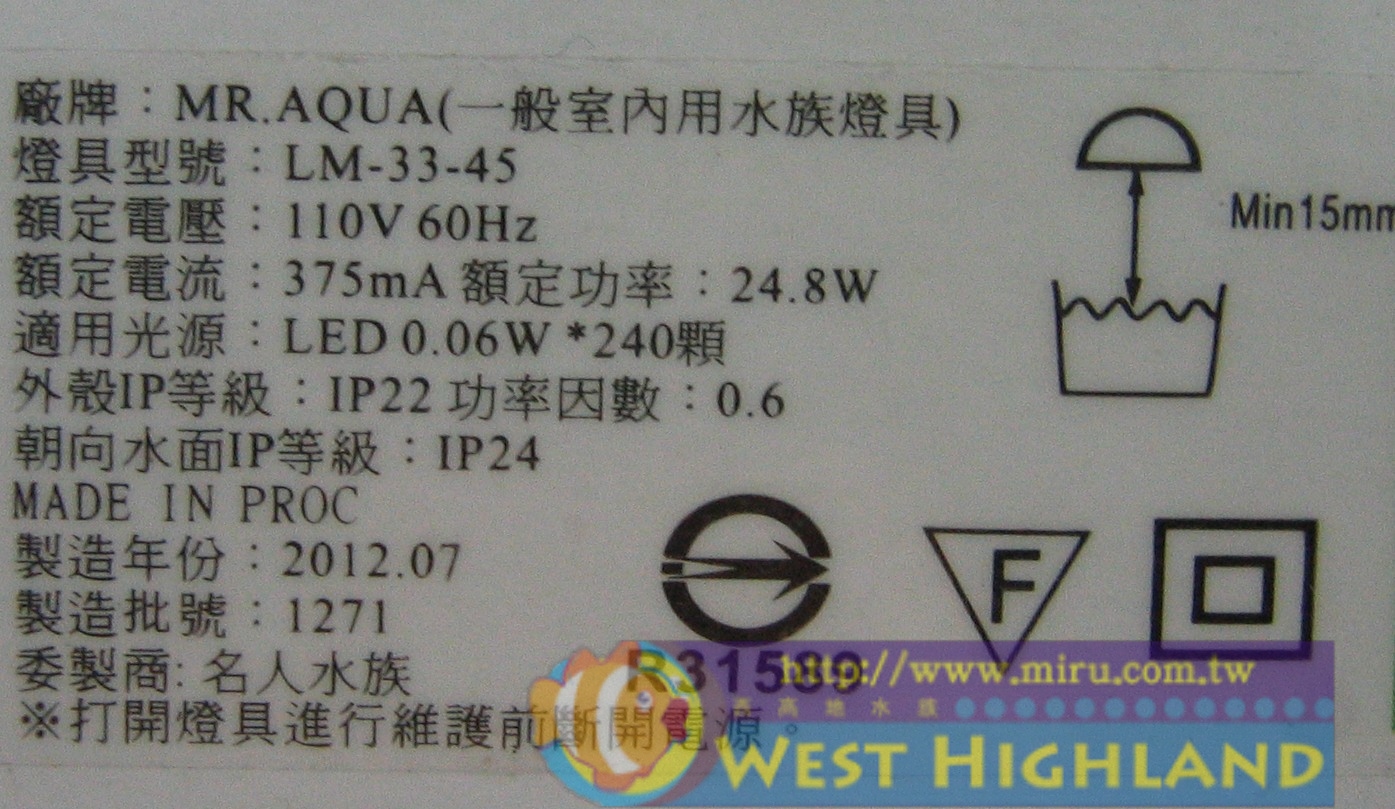 廠牌：MR.AQUA(一般室內用水族燈具)
燈具型號：LM-33-45
額定電壓：110V 60Hz
額定電流：375mA 額定功率：24.8W
適用光源：LED 0.06W *240顆
外殼IP等級：IP22 功率因數：0.6
朝向水面IP等級：IP24
MADE IN PROC
製造年份：2012.07
製造批號：1271
委製商:名人水族
※打開燈具進行維護前斷開電源。
Min15mm
F
R31589
http://www.miru.com.tw
高地水族
WEST HIGHLAND